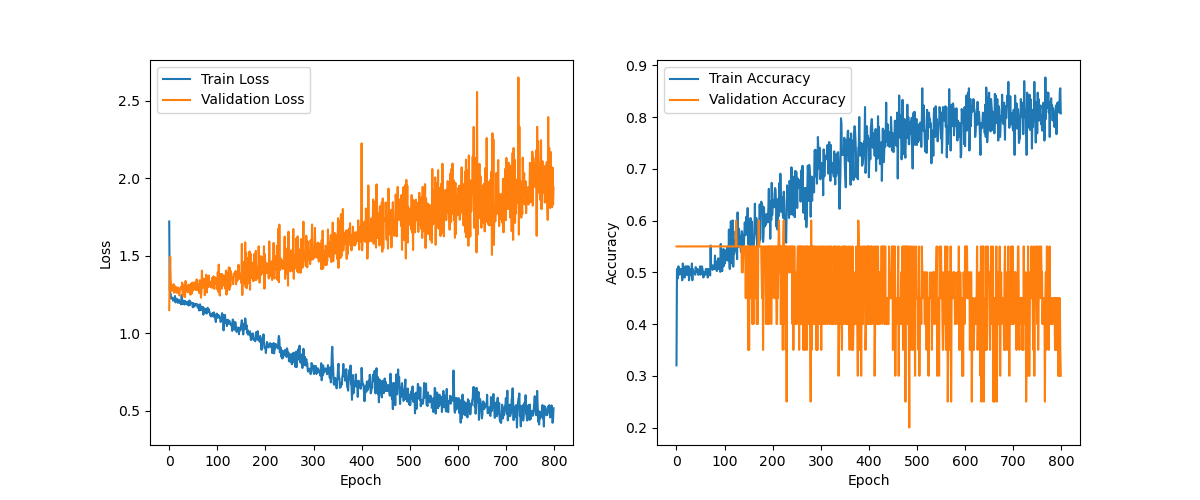 Train Loss
Validation Loss
2.5
2.0
1.5
1.0
0.5
0 100 200 300 400 500 600 700 800
Loss
Epoch
Train Accuracy
Validation Accuracy
0.9
0.8
0.7
0.6
0.5
0.4
0.3
0.2
0 100 200 300 400 500 600 700 800
Accuracy
Epoch